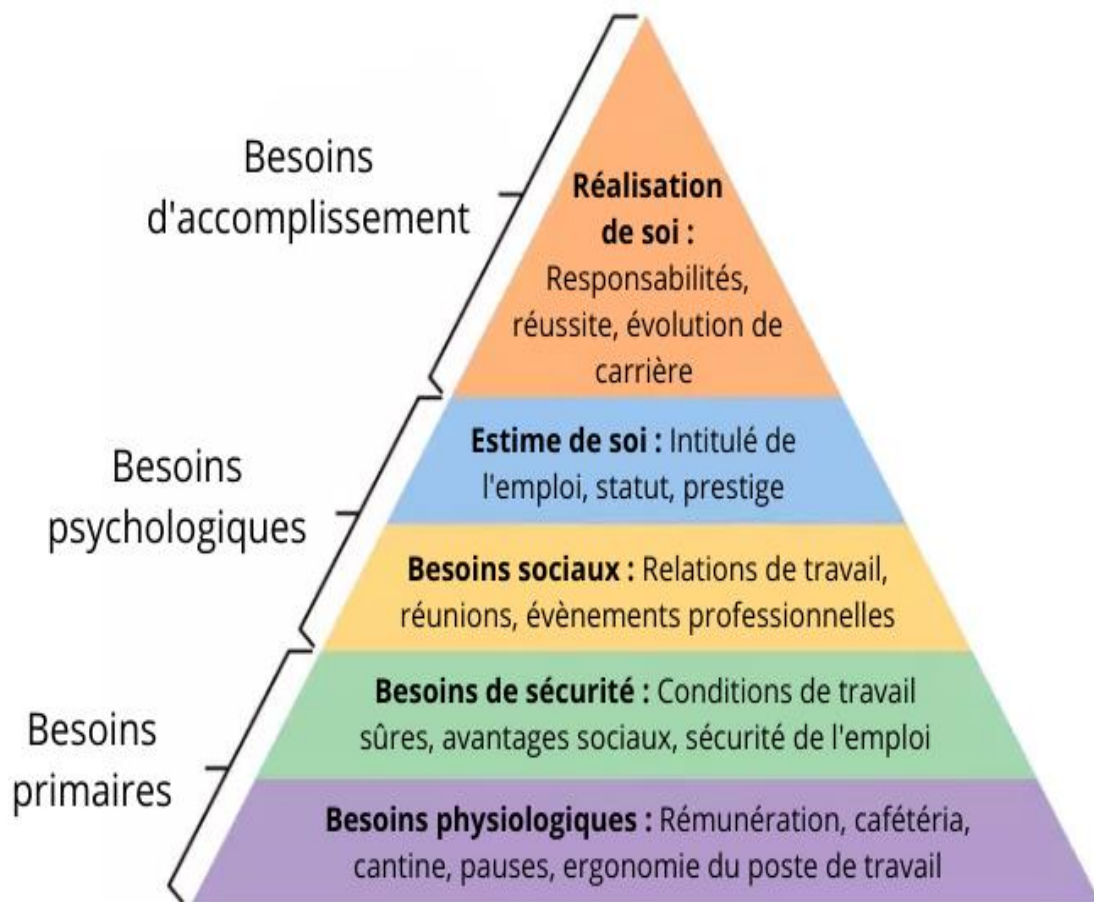 Besoins
d'accomplissement
Réalisation
de soi :
Responsabilités,
réussite, évolution de
carrière
Besoins
psychologiques
Estime de soi : Intitulé de
l'emploi, statut, prestige
Besoins sociaux : Relations de travail,
réunions, évènements professionnelles
Besoins
primaires
Besoins de sécurité : Conditions de travail
sûres, avantages sociaux, sécurité de l'emploi
Besoins physiologiques : Rémunération, cafétéria,
cantine, pauses, ergonomie du poste de travail